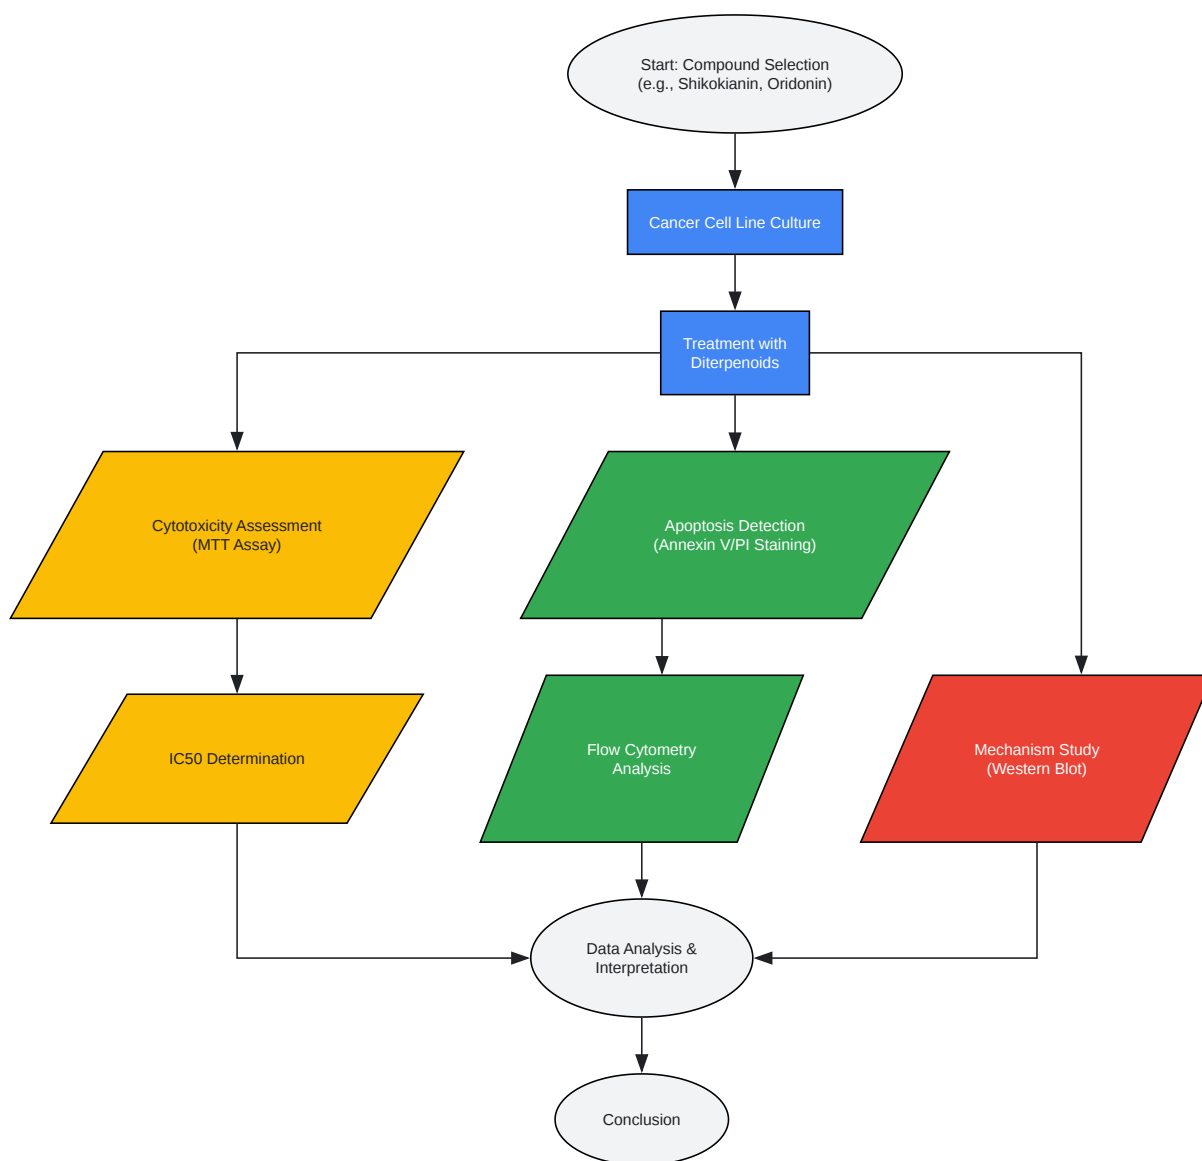 Start: Compound Selection
(e.g., Shikokianin, Oridonin)
Cancer Cell Line Culture
Treatment with
Diterpenoids
Cytotoxicity Assessment
(MTT Assay)
Apoptosis Detection
(Annexin V/PI Staining)
IC50 Determination
Flow Cytometry
Analysis
Mechanism Study
(Western Blot)
Data Analysis &
Interpretation
Conclusion